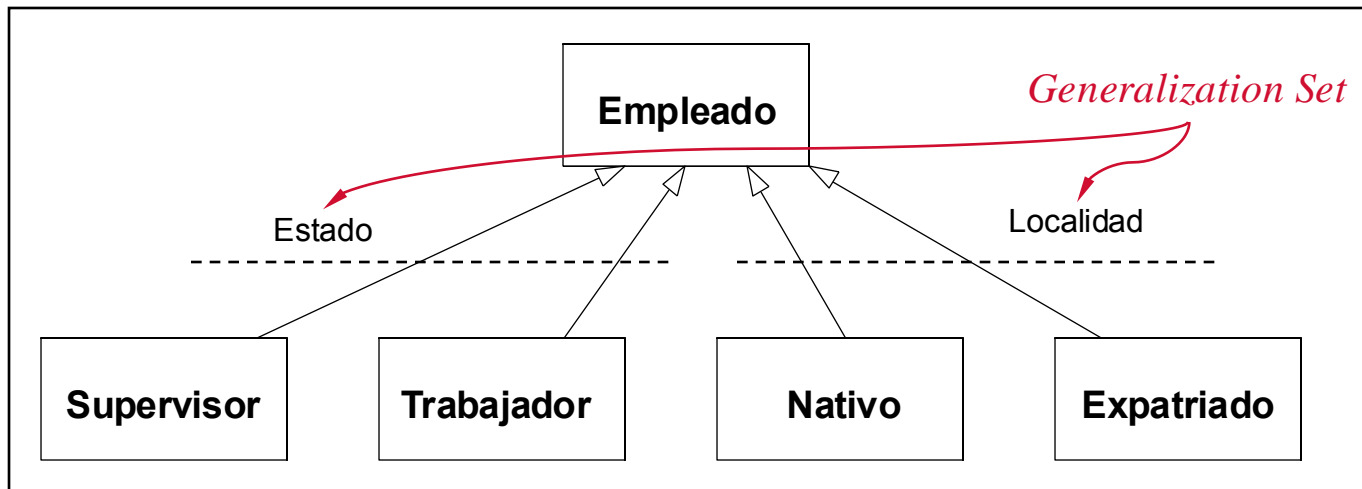 Empleado
Generalization Set
Estado
Localidad
Supervisor
Trabajador
Nativo
Expatriado